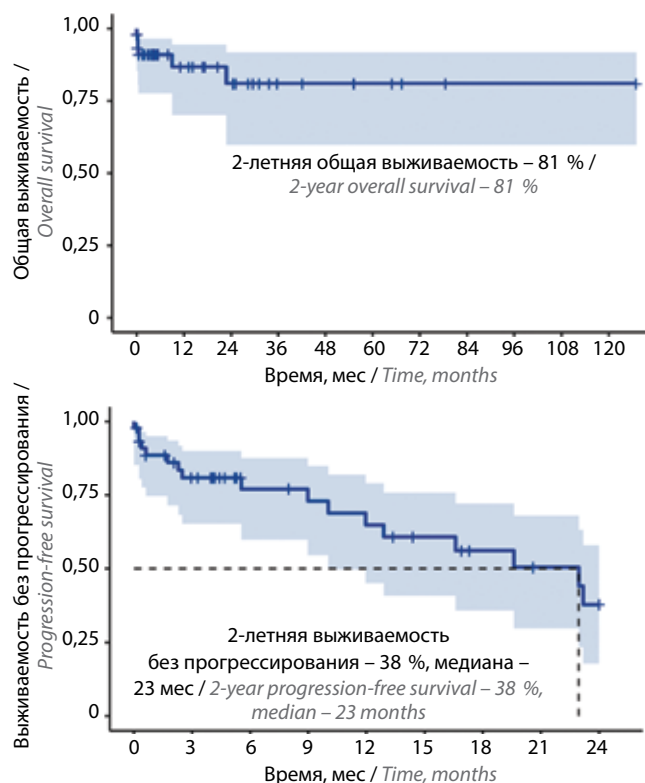 Общая выживаемость /
Overall survival
1,00
0,75
0,50
0,25
0
2-летняя общая выживаемость – 81 % /
2-year overall survival – 81 %
0 12 24 36 48 60 72 84 96 108 120
Время, мес / Time, months
Выживаемость без прогрессирования /
Progression-free survival
1,00
0,75
0,50
0,25
0
2-летняя выживаемость
без прогрессирования – 38 %, медиана –
23 мес / 2-year progression-free survival – 38 %,
median – 23 months
0 3 6 9 12 15 18 21 24
Время, мес / Time, months